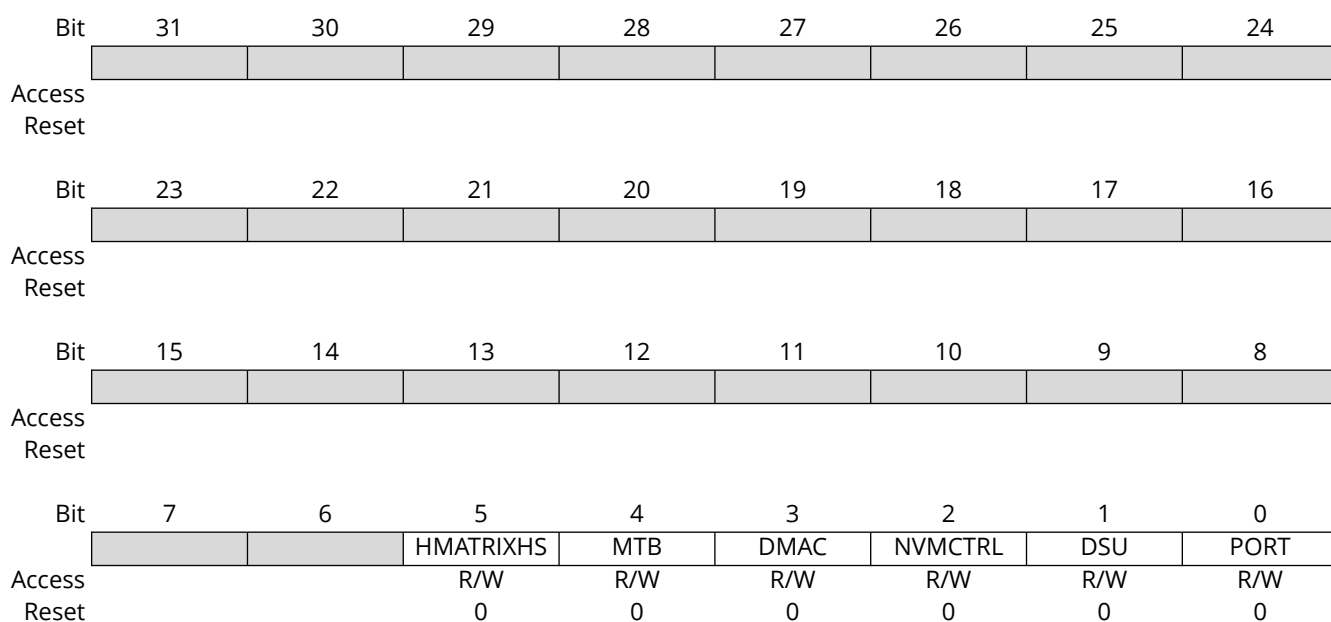 Bit 31 30 29 28 27 26 25 24
Access
Reset
Bit 23 22 21 20 19 18 17 16
Access
Reset
Bit 15 14 13 12 11 10 9 8
Access
Reset
Bit 7 6 5 4 3 2 1 0
HMATRIXHS MTB DMAC NVMCTRL DSU PORT
Access R/W R/W R/W R/W R/W R/W
Reset 0 0 0 0 0 0